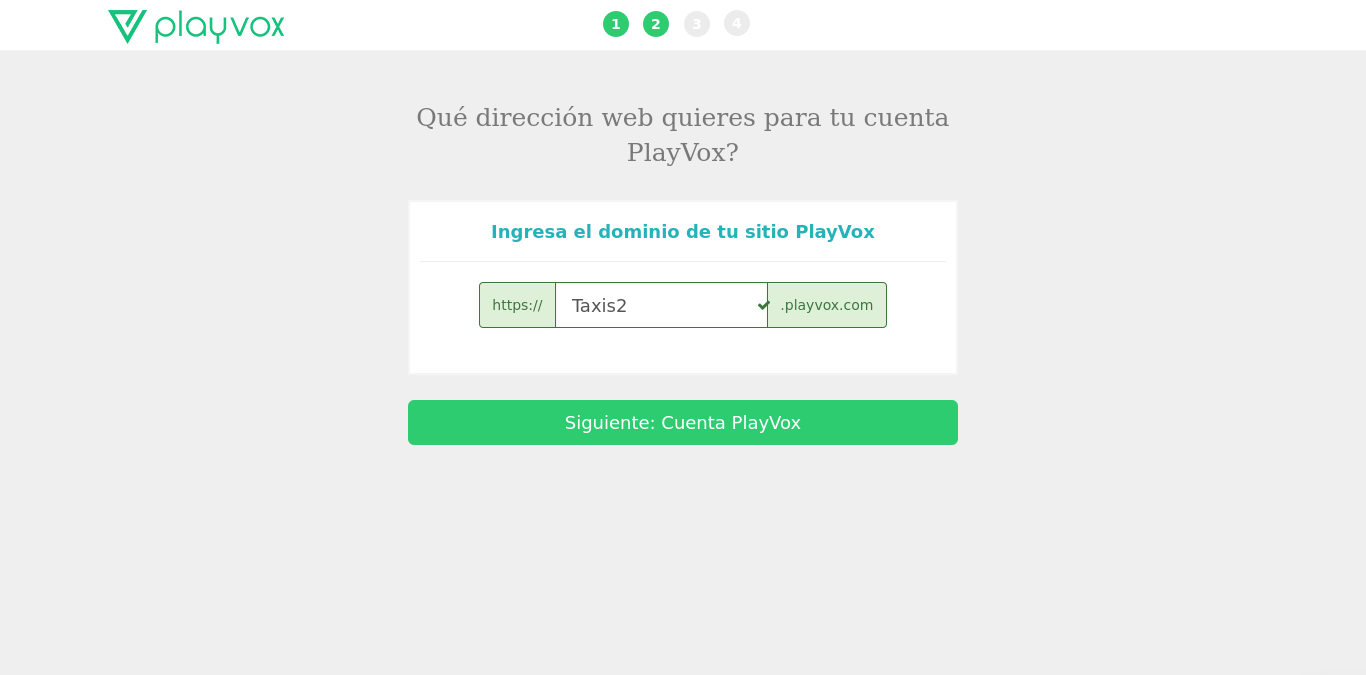 playvox
1 2 3 4
Qué dirección web quieres para tu cuenta
PlayVox?
Ingresa el dominio de tu sitio PlayVox
https:// Taxis2 .playvox.com
Siguiente: Cuenta PlayVox